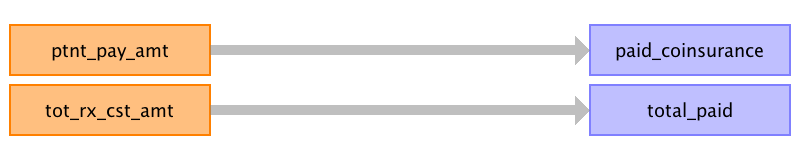 ptnt_pay_amt
paid_coinsurance
tot_rx_cst_amt
total_paid